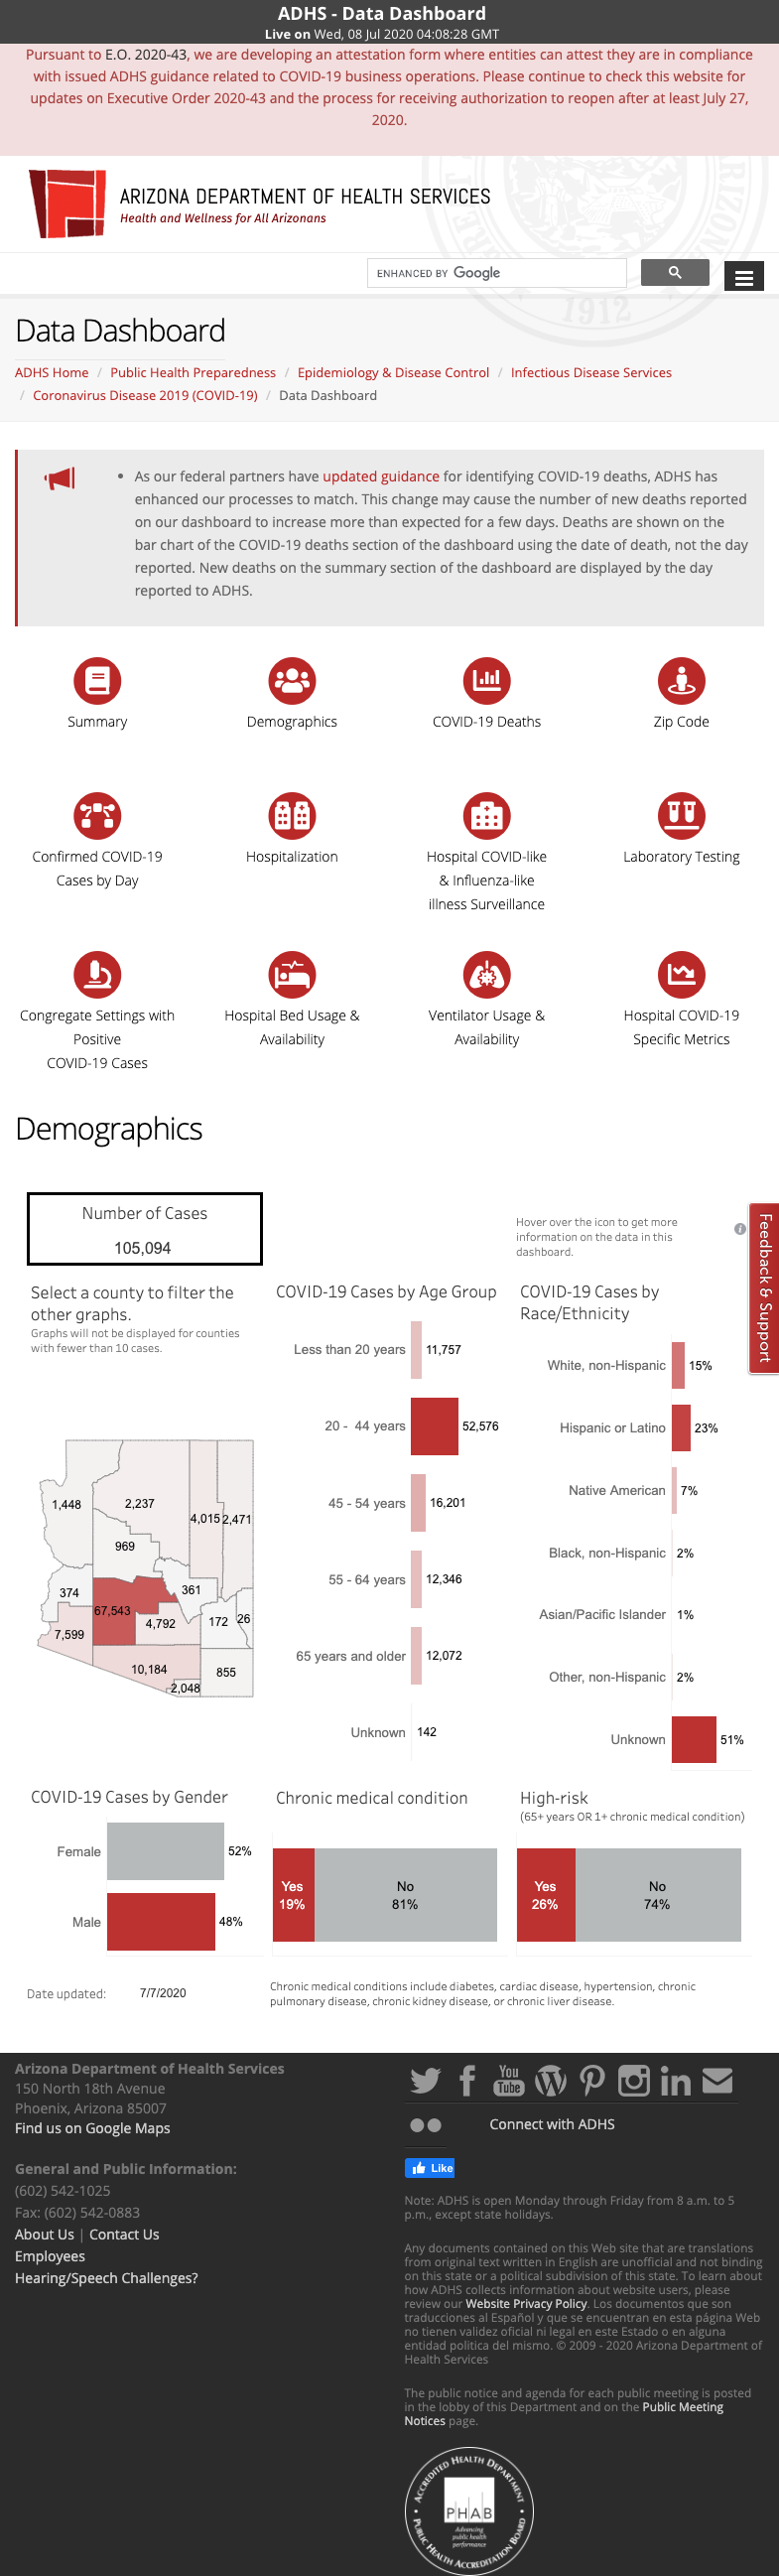 ADHS - Data Dashboard
Live on Wed, 08 Jul 2020 04:08:28 GMT
Pursuant to E.O. 2020-43, we are developing an attestation form where entities can attest they are in compliance
with issued ADHS guidance related to COVID-19 business operations. Please continue to check this website for
updates on Executive Order 2020-43 and the process for receiving authorization to reopen after at least July 27,
2020.
ARIZONA DEPARTMENT OF HEALTH SERVICES
Health and Wellness for All Arizonans
ENHANCED BY Google
1912
Data Dashboard
ADHS Home / Public Health Preparedness / Epidemiology & Disease Control / Infectious Disease Services
/ Coronavirus Disease 2019 (COVID-19) / Data Dashboard
• As our federal partners have updated guidance for identifying COVID-19 deaths, ADHS has
enhanced our processes to match. This change may cause the number of new deaths reported
on our dashboard to increase more than expected for a few days. Deaths are shown on the
bar chart of the COVID-19 deaths section of the dashboard using the date of death, not the day
reported. New deaths on the summary section of the dashboard are displayed by the day
reported to ADHS.
Summary
Demographics
COVID-19 Deaths
Zip Code
Confirmed COVID-19
Cases by Day
Hospitalization
Hospital COVID-like
& Influenza-like
illness Surveillance
Laboratory Testing
Congregate Settings with
Positive
COVID-19 Cases
Hospital Bed Usage &
Availability
Ventilator Usage &
Availability
Hospital COVID-19
Specific Metrics
Demographics
Number of Cases
105,094
Hover over the icon to get more
information on the data in this
dashboard.
Feedback & Support
Select a county to filter the
other graphs.
Graphs will not be displayed for counties
with fewer than 10 cases.
1,448
2,237
4,015
2,471
969
374
361
67,543
4,792
172
26
7,599
10,184
855
2,048
COVID-19 Cases by Age Group
Less than 20 years 11,757
20 - 44 years 52,576
45 - 54 years 16,201
55 - 64 years 12,346
65 years and older 12,072
Unknown 142
COVID-19 Cases by
Race/Ethnicity
White, non-Hispanic 15%
Hispanic or Latino 23%
Native American 7%
Black, non-Hispanic 2%
Asian/Pacific Islander 1%
Other, non-Hispanic 2%
Unknown 51%
COVID-19 Cases by Gender
Female 52%
Male 48%
Chronic medical condition
Yes
19%
No
81%
High-risk
(65+ years OR 1+ chronic medical condition)
Yes
26%
No
74%
Date updated: 7/7/2020
Chronic medical conditions include diabetes, cardiac disease, hypertension, chronic
pulmonary disease, chronic kidney disease, or chronic liver disease.
Arizona Department of Health Services
150 North 18th Avenue
Phoenix, Arizona 85007
Find us on Google Maps
General and Public Information:
(602) 542-1025
Fax: (602) 542-0883
About Us | Contact Us
Employees
Hearing/Speech Challenges?
You
Tube
Connect with ADHS
Like
Note: ADHS is open Monday through Friday from 8 a.m. to 5
p.m., except state holidays.
Any documents contained on this Web site that are translations
from original text written in English are unofficial and not binding
on this state or a political subdivision of this state. To learn about
how ADHS collects information about website users, please
review our Website Privacy Policy. Los documentos que son
traducciones al Español y que se encuentran en esta página Web
no tienen validez oficial ni legal en este Estado o en alguna
entidad politica del mismo. © 2009 - 2020 Arizona Department of
Health Services
The public notice and agenda for each public meeting is posted
in the lobby of this Department and on the Public Meeting
Notices page.
ACCREDITED HEALTH DEPARTMENT
PHAB
Advancing
public health
performance
PUBLIC HEALTH ACCREDITATION BOARD